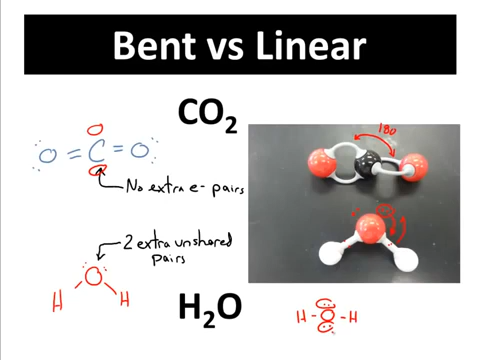 Bent vs Linear
CO₂
180
O = C = O
No extra e- pairs
2 extra unshared
pairs
O
H H
H₂O
H - O - H